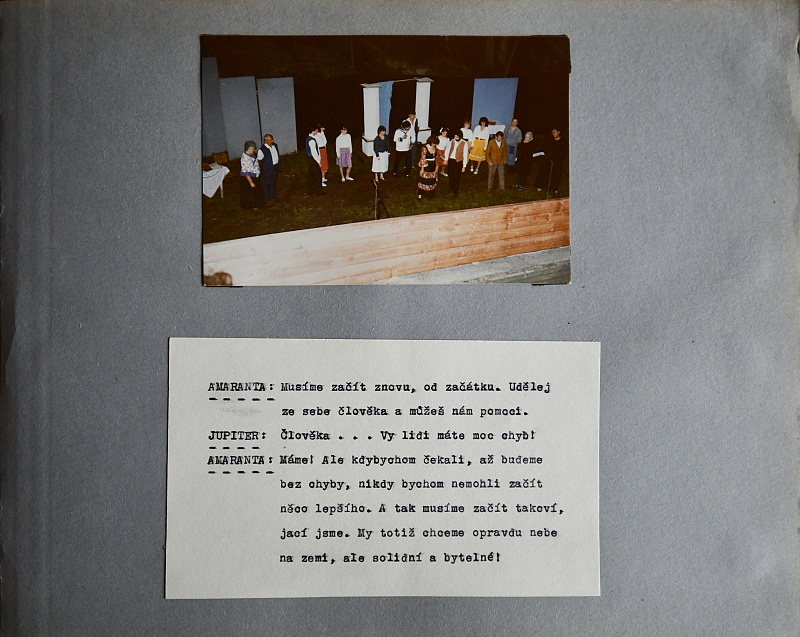 AMARANTA: Musíme začít znovu, od začátku. Udělej
ze sebe člověka a můžeš nám pomoci.
JUPITER: Člověka . . . Vy lidi máte moc chyb!
AMARANTA: Máme! Ale kdybychom čekali, až budeme
bez chyby, nikdy bychom nemohli začít
něco lepšího. A tak musíme začít takoví,
jací jsme. My totiž chceme opravdu nebe
na zemi, ale solidní a bytelné!